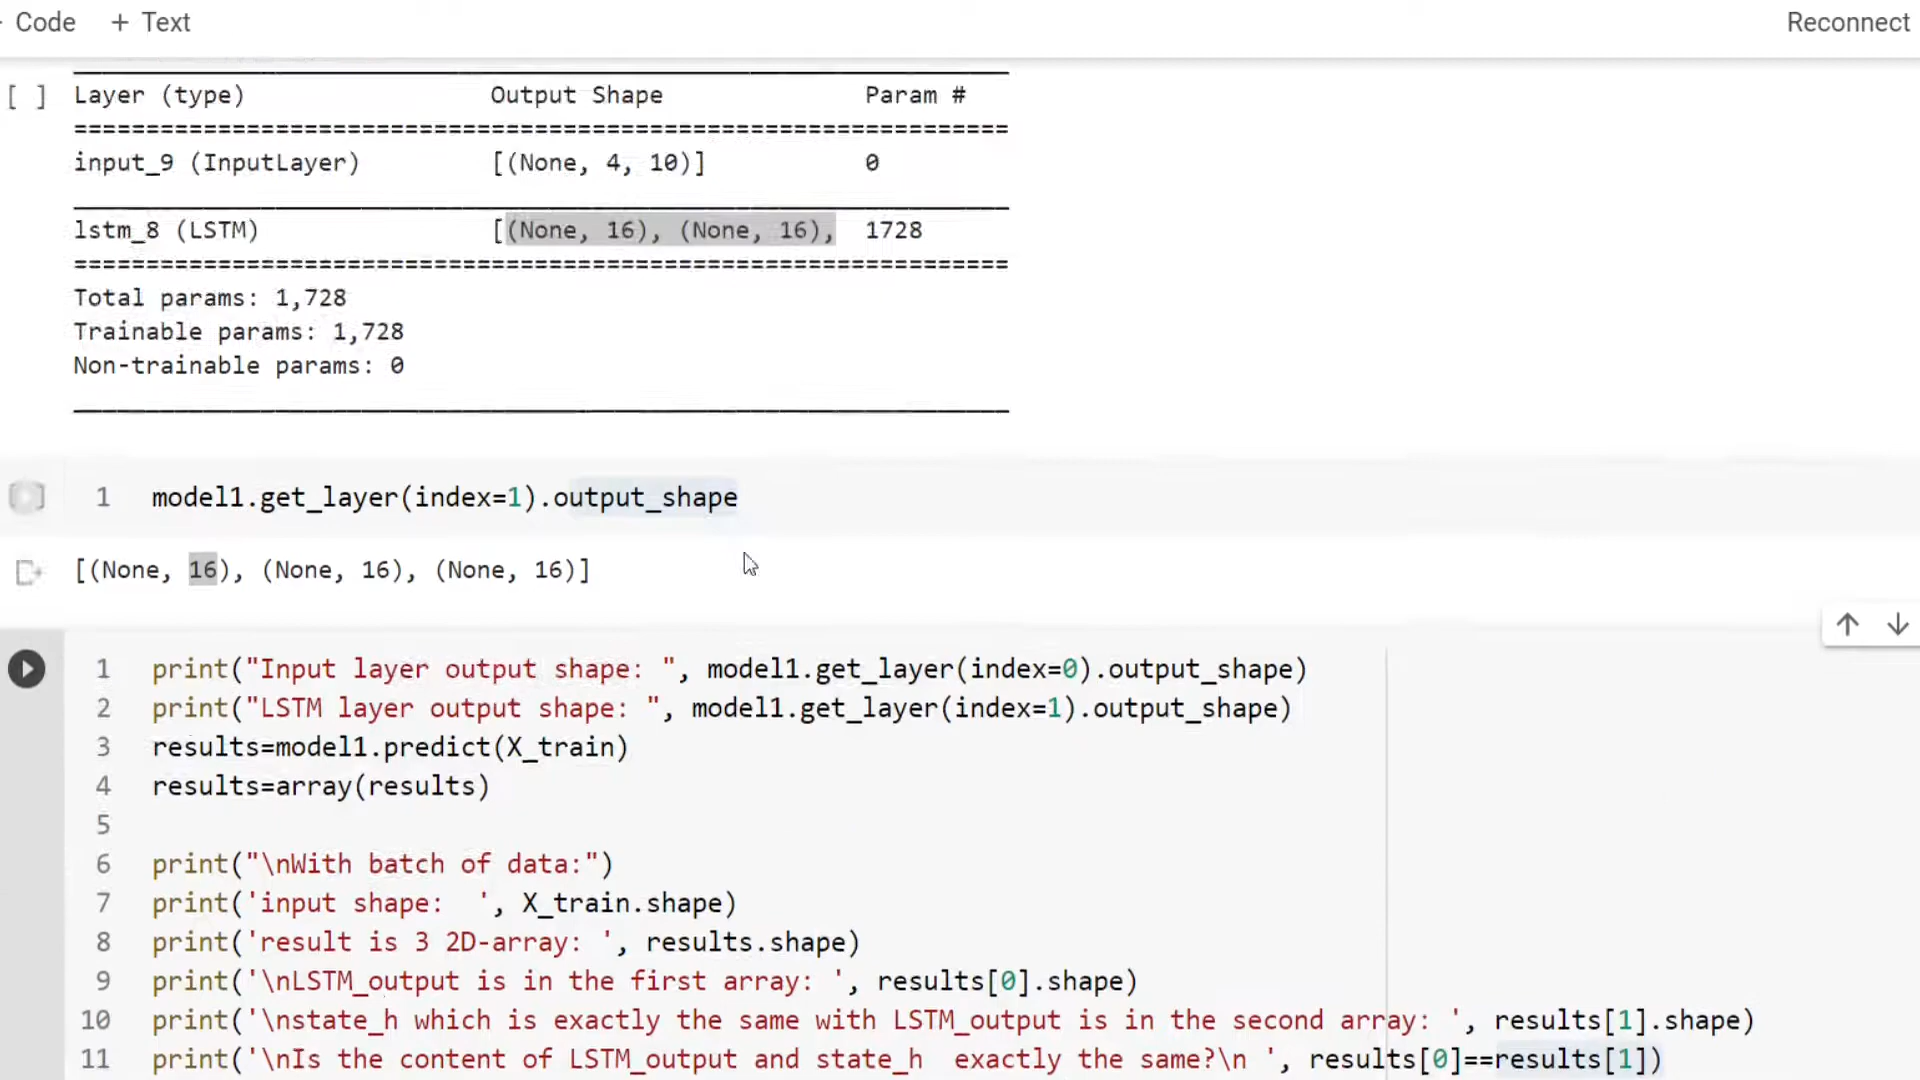 Code + Text Reconnect
[ ] Layer (type) Output Shape Param #
=================================================================
input_9 (InputLayer) [(None, 4, 10)] 0
lstm_8 (LSTM) [(None, 16), (None, 16), 1728
=================================================================
Total params: 1,728
Trainable params: 1,728
Non-trainable params: 0
1 model1.get_layer(index=1).output_shape
[(None, 16), (None, 16), (None, 16)]
1 print("Input layer output shape: ", model1.get_layer(index=0).output_shape)
2 print("LSTM layer output shape: ", model1.get_layer(index=1).output_shape)
3 results=model1.predict(X_train)
4 results=array(results)
5
6 print("\nWith batch of data:")
7 print('input shape:  ', X_train.shape)
8 print('result is 3 2D-array: ', results.shape)
9 print('\nLSTM_output is in the first array: ', results[0].shape)
10 print('\nstate_h which is exactly the same with LSTM_output is in the second array: ', results[1].shape)
11 print('\nIs the content of LSTM_output and state_h  exactly the same?\n ', results[0]==results[1])